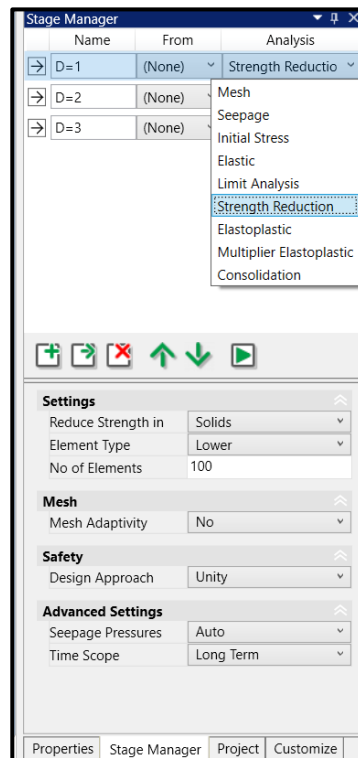 Stage Manager
Name From Analysis
D=1 (None) Strength Reductio
D=2 (None)
D=3 (None)
Mesh
Seepage
Initial Stress
Elastic
Limit Analysis
Strength Reduction
Elastoplastic
Multiplier Elastoplastic
Consolidation
Settings
Reduce Strength in Solids
Element Type Lower
No of Elements 100
Mesh
Mesh Adaptivity No
Safety
Design Approach Unity
Advanced Settings
Seepage Pressures Auto
Time Scope Long Term
Properties Stage Manager Project Customize